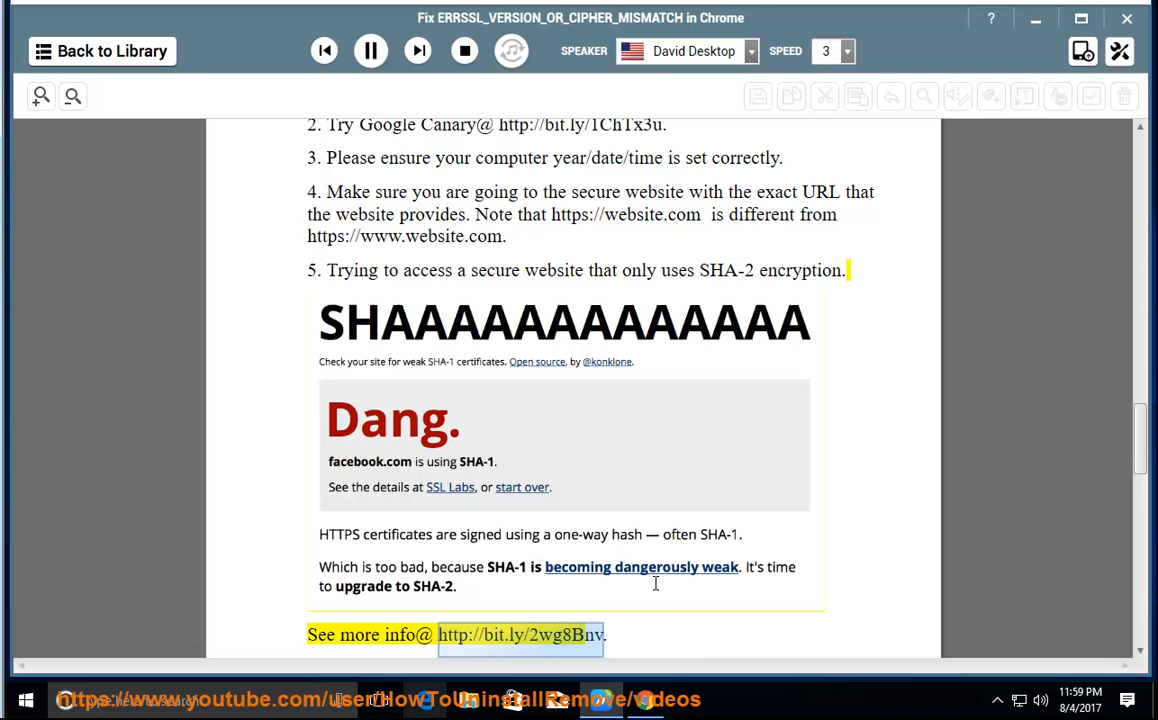 Fix ERRSSL_VERSION_OR_CIPHER_MISMATCH in Chrome
Back to Library
SPEAKER
David Desktop
SPEED
3
2. Try Google Canary@ http://bit.ly/1ChTx3u.
3. Please ensure your computer year/date/time is set correctly.
4. Make sure you are going to the secure website with the exact URL that
the website provides. Note that https://website.com is different from
https://www.website.com.
5. Trying to access a secure website that only uses SHA-2 encryption.
SHAAAAAAAAAAAAA
Check your site for weak SHA-1 certificates. Open source, by @konklone.
Dang.
facebook.com is using SHA-1.
See the details at SSL Labs, or start over.
HTTPS certificates are signed using a one-way hash — often SHA-1.
Which is too bad, because SHA-1 is becoming dangerously weak. It's time
to upgrade to SHA-2.
See more info@ http://bit.ly/2wg8Bnv.
Type here to search
https://www.youtube.com/user/HowToUninstallRemove/videos
11:59 PM
8/4/2017